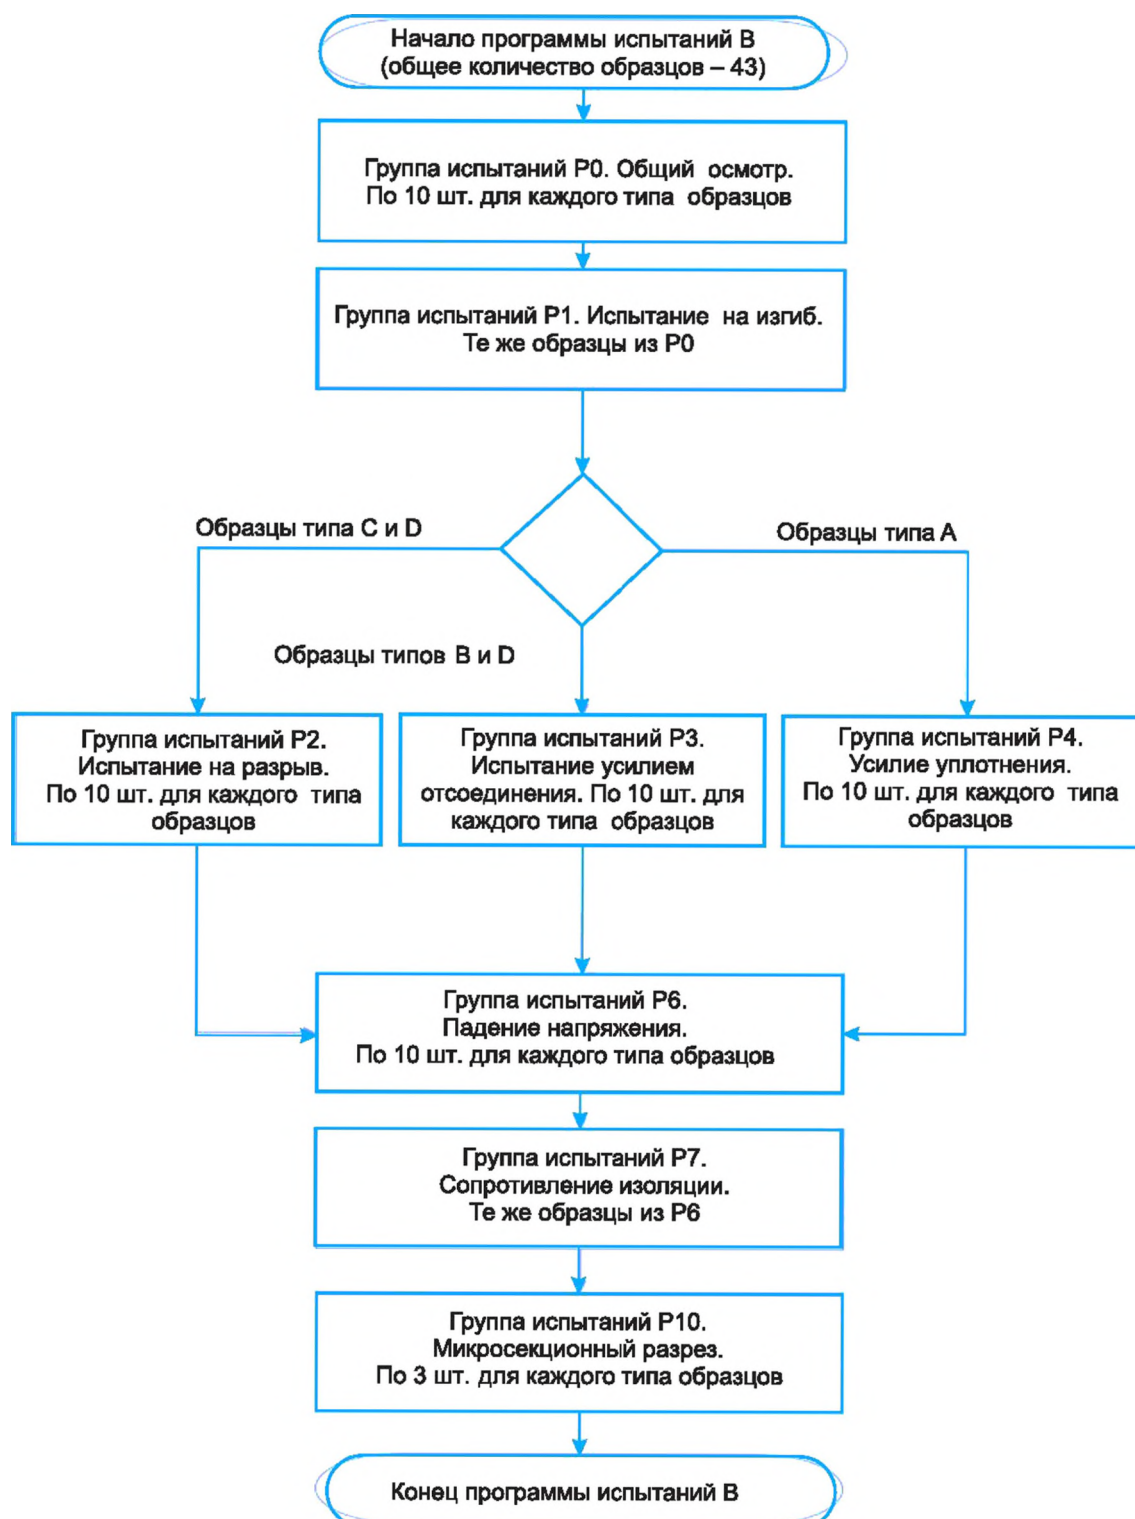 Начало программы испытаний В
(общее количество образцов – 43)
Группа испытаний P0. Общий осмотр.
По 10 шт. для каждого типа образцов
Группа испытаний P1. Испытание на изгиб.
Те же образцы из P0
Образцы типа C и D
Образцы типа A
Образцы типов B и D
Группа испытаний P2.
Испытание на разрыв.
По 10 шт. для каждого типа
образцов
Группа испытаний P3.
Испытание усилием
отсоединения. По 10 шт. для
каждого типа образцов
Группа испытаний P4.
Усилие уплотнения.
По 10 шт. для каждого типа
образцов
Группа испытаний P6.
Падение напряжения.
По 10 шт. для каждого типа образцов
Группа испытаний P7.
Сопротивление изоляции.
Те же образцы из P6
Группа испытаний P10.
Микросекционный разрез.
По 3 шт. для каждого типа образцов
Конец программы испытаний В